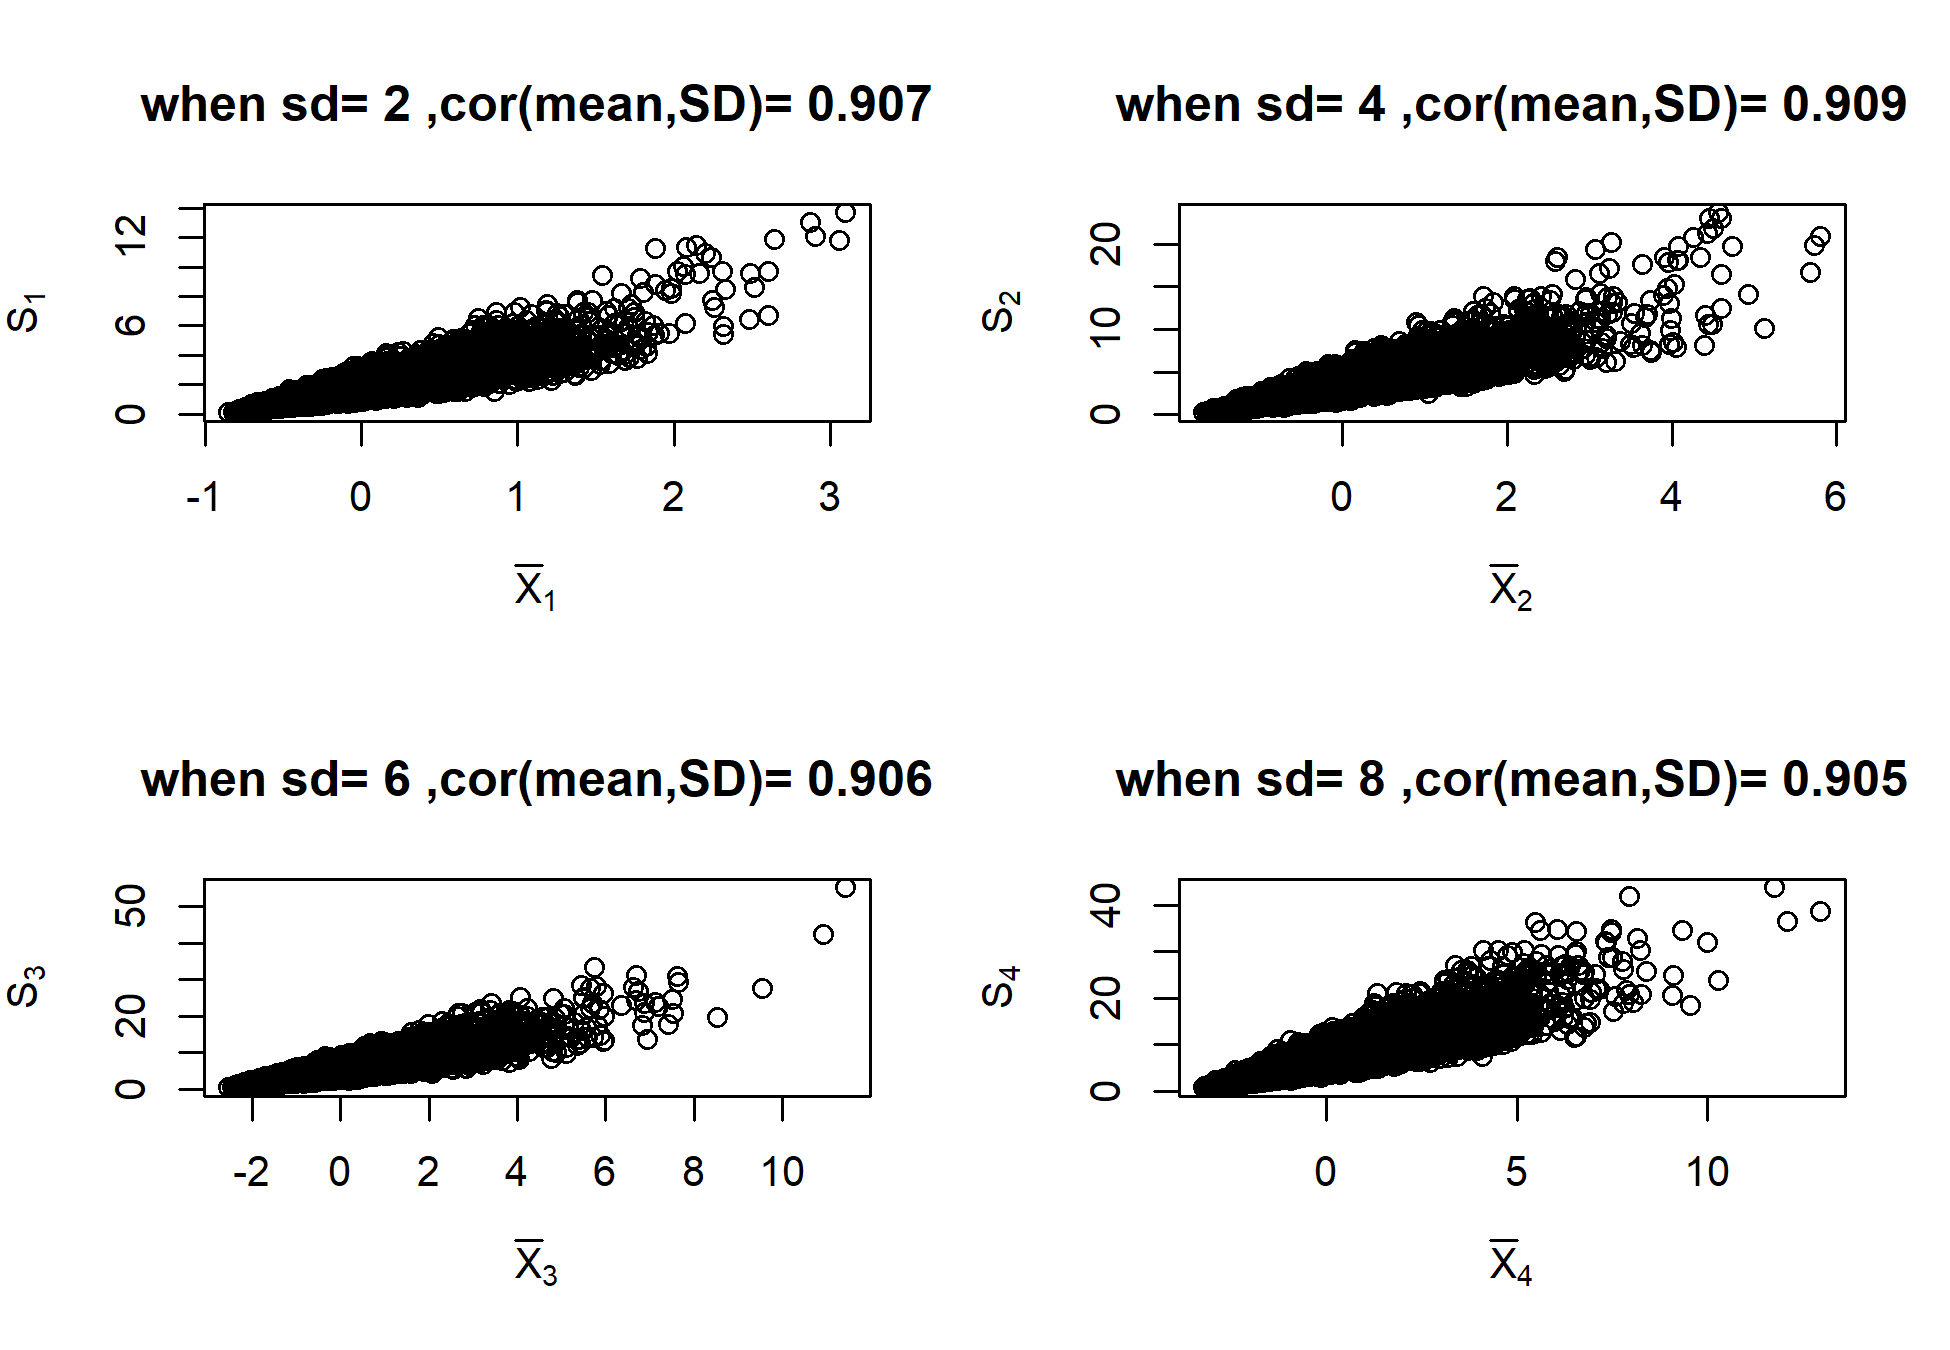 when sd= 2 ,cor(mean,SD)= 0.907
S1
12
6
0
-1 0 1 2 3
X̅1
when sd= 4 ,cor(mean,SD)= 0.909
S2
20
10
0
0 2 4 6
X̅2
when sd= 6 ,cor(mean,SD)= 0.906
S3
50
20
0
-2 0 2 4 6 8 10
X̅3
when sd= 8 ,cor(mean,SD)= 0.905
S4
40
20
0
0 5 10
X̅4